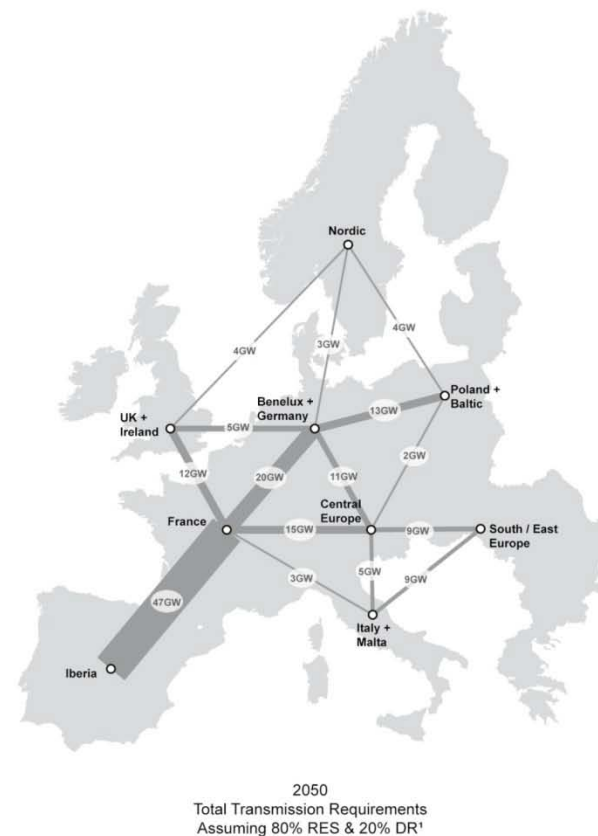 Nordic
4GW
3GW
4GW
Poland +
Baltic
Benelux +
Germany
13GW
UK +
Ireland
5GW
12GW
20GW
11GW
2GW
France
15GW
Central
Europe
9GW
South / East
Europe
3GW
5GW
9GW
47GW
Italy +
Malta
Iberia
2050
Total Transmission Requirements
Assuming 80% RES & 20% DR¹